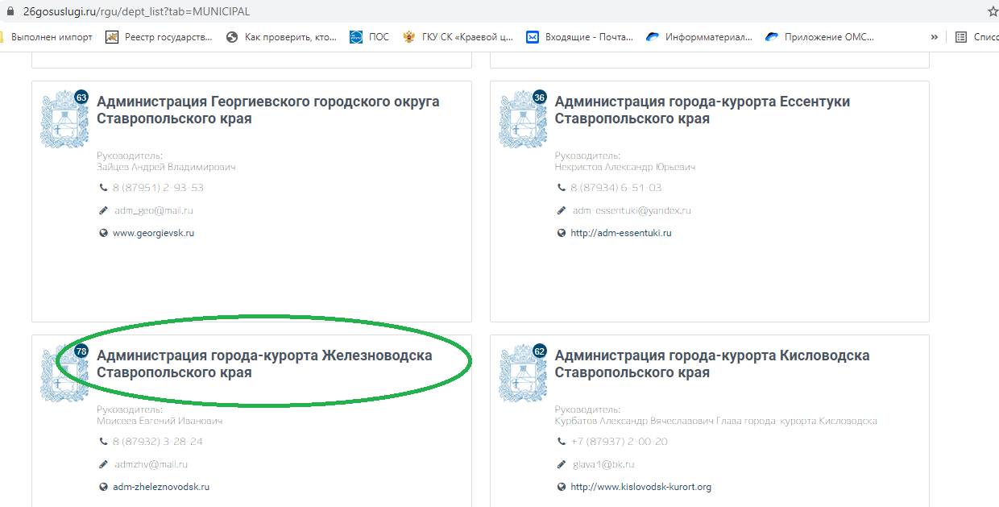 26gosuslugi.ru/rgu/dept_list?tab=MUNICIPAL
Выполнен импорт
Реестр государств...
Как проверить, кто...
ПОС
ГКУ СК «Краевой ц...
Входящие - Почта...
Информматериал...
Приложение ОМС...
»
Списо
63
Администрация Георгиевского городского округа
Ставропольского края
Руководитель:
Зайцев Андрей Владимирович
8 (87951) 2-93-53
adm_geo@mail.ru
www.georgievsk.ru
36
Администрация города-курорта Ессентуки
Ставропольского края
Руководитель:
Некристов Александр Юрьевич
8 (87934) 6-51-03
adm-essentuki@yandex.ru
http://adm-essentuki.ru
78
Администрация города-курорта Железноводска
Ставропольского края
Руководитель:
Моисеев Евгений Иванович
8 (87932) 3-28-24
admzhv@mail.ru
adm-zheleznovodsk.ru
62
Администрация города-курорта Кисловодска
Ставропольского края
Руководитель:
Курбатов Александр Вячеславович Глава города-курорта Кисловодска
+7 (87937) 2-00-20
glava1@bk.ru
http://www.kislovodsk-kurort.org